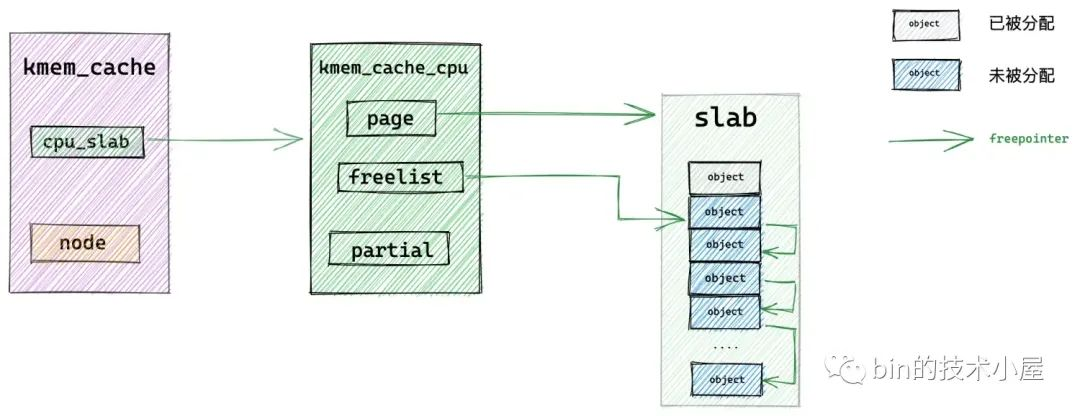 kmem_cache
cpu_slab
node
kmem_cache_cpu
page
freelist
partial
slab
object
object
object
object
object
....
object
object 已被分配
object 未被分配
freepointer
bin的技术小屋